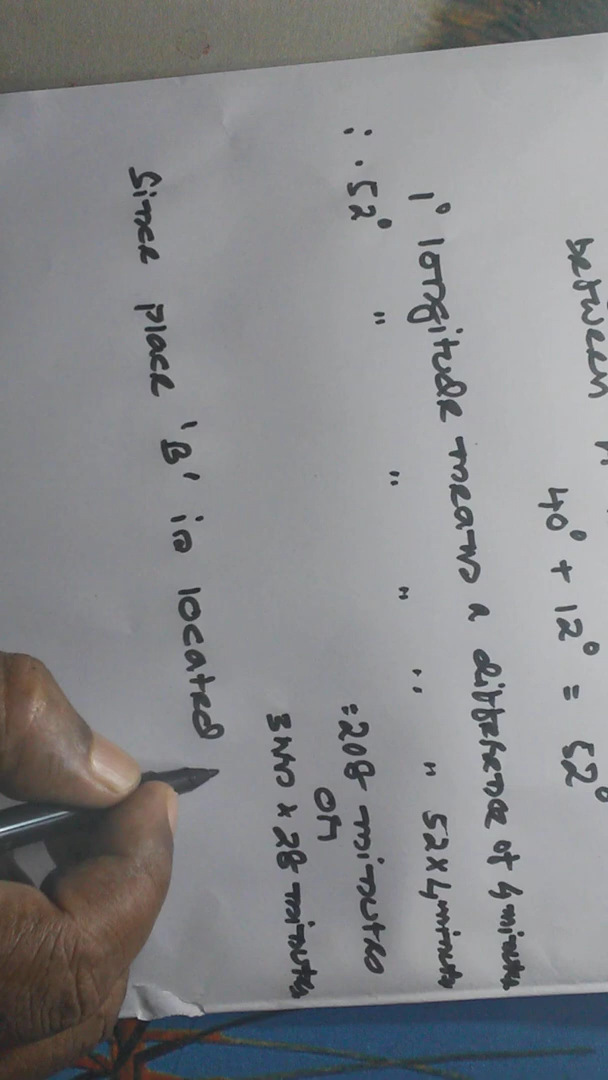 between
40° + 12° = 52°
1° longitude means a difference of 4 minutes
∴ 52° " " " " " 52 x 4 minutes
= 208 minutes
or
3 hrs x 28 minutes
Since place 'B' is located